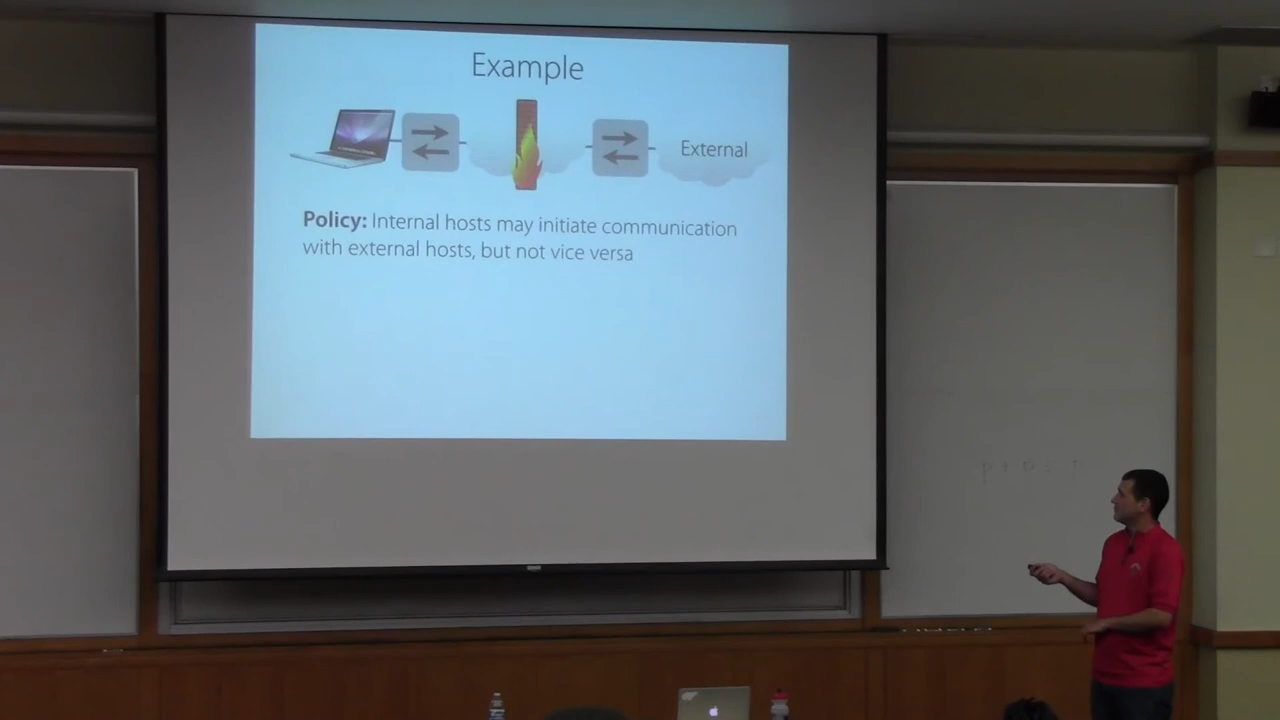 Example
External
Policy: Internal hosts may initiate communication
with external hosts, but not vice versa